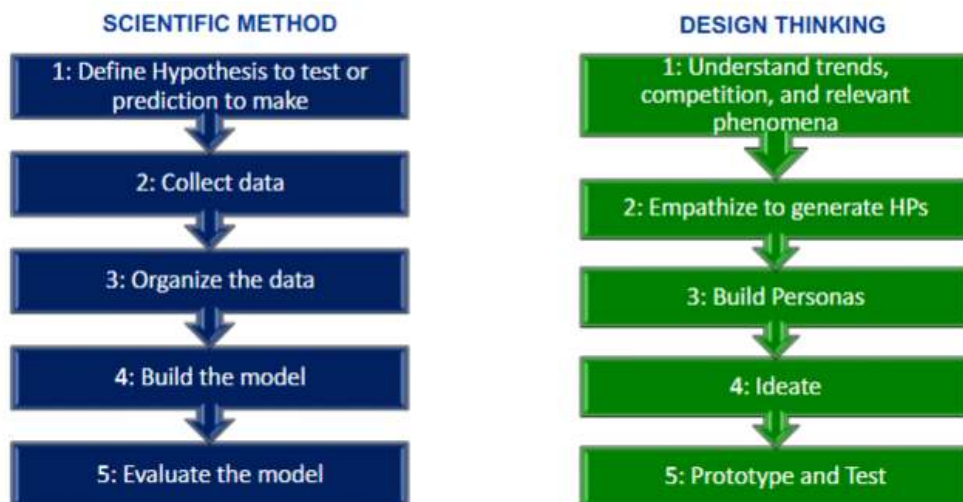 SCIENTIFIC METHOD
1: Define Hypothesis to test or
prediction to make
2: Collect data
3: Organize the data
4: Build the model
5: Evaluate the model
DESIGN THINKING
1: Understand trends,
competition, and relevant
phenomena
2: Empathize to generate HPs
3: Build Personas
4: Ideate
5: Prototype and Test